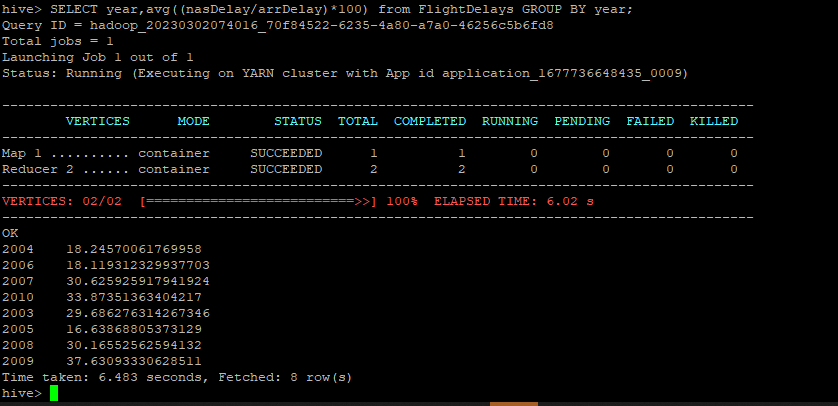 hive> SELECT year,avg((nasDelay/arrDelay)*100) from FlightDelays GROUP BY year;
Query ID = hadoop_20230302074016_70f84522-6235-4a80-a7a0-46256c5b6fd8
Total jobs = 1
Launching Job 1 out of 1
Status: Running (Executing on YARN cluster with App id application_1677736648435_0009)
----------------------------------------------------------------------------------------------
VERTICES MODE STATUS TOTAL COMPLETED RUNNING PENDING FAILED KILLED
----------------------------------------------------------------------------------------------
Map 1 .......... container SUCCEEDED 1 1 0 0 0 0
Reducer 2 ...... container SUCCEEDED 2 2 0 0 0 0
----------------------------------------------------------------------------------------------
VERTICES: 02/02 [==========================>>] 100% ELAPSED TIME: 6.02 s
----------------------------------------------------------------------------------------------
OK
2004 18.24570061769958
2006 18.119312329937703
2007 30.625925917941924
2010 33.87351363404217
2003 29.686276314267346
2005 16.63868805373129
2008 30.16552562594132
2009 37.63093330628511
Time taken: 6.483 seconds, Fetched: 8 row(s)
hive>